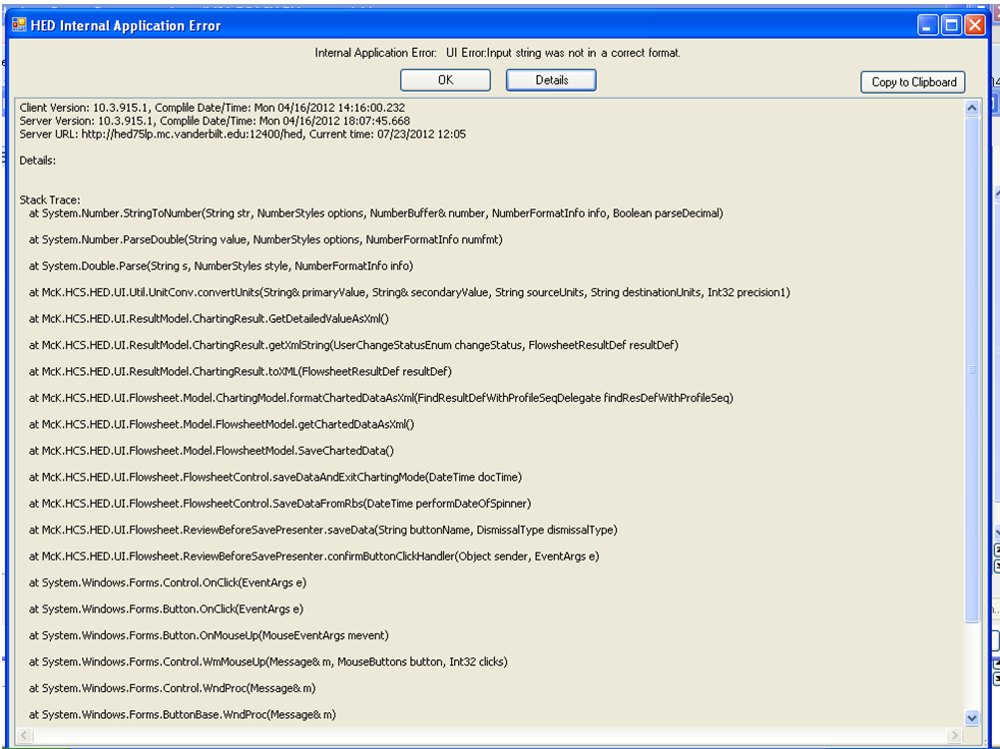 HED Internal Application Error
Internal Application Error:   UI Error:Input string was not in a correct format.
OK
Details
Copy to Clipboard
Client Version: 10.3.915.1, Complile Date/Time: Mon 04/16/2012 14:16:00.232
Server Version: 10.3.915.1, Complile Date/Time: Mon 04/16/2012 18:07:45.668
Server URL: http://hed75lp.mc.vanderbilt.edu:12400/hed, Current time: 07/23/2012 12:05
Details:
Stack Trace:
at System.Number.StringToNumber(String str, NumberStyles options, NumberBuffer& number, NumberFormatInfo info, Boolean parseDecimal)
at System.Number.ParseDouble(String value, NumberStyles options, NumberFormatInfo numfmt)
at System.Double.Parse(String s, NumberStyles style, NumberFormatInfo info)
at McK.HCS.HED.UI.Util.UnitConv.convertUnits(String& primaryValue, String& secondaryValue, String sourceUnits, String destinationUnits, Int32 precision1)
at McK.HCS.HED.UI.ResultModel.ChartingResult.GetDetailedValueAsXml()
at McK.HCS.HED.UI.ResultModel.ChartingResult.getXmlString(UserChangeStatusEnum changeStatus, FlowsheetResultDef resultDef)
at McK.HCS.HED.UI.ResultModel.ChartingResult.toXML(FlowsheetResultDef resultDef)
at McK.HCS.HED.UI.Flowsheet.Model.ChartingModel.formatChartedDataAsXml(FindResultDefWithProfileSeqDelegate findResDefWithProfileSeq)
at McK.HCS.HED.UI.Flowsheet.Model.FlowsheetModel.getChartedDataAsXml()
at McK.HCS.HED.UI.Flowsheet.Model.FlowsheetModel.SaveChartedData()
at McK.HCS.HED.UI.Flowsheet.FlowsheetControl.saveDataAndExitChartingMode(DateTime docTime)
at McK.HCS.HED.UI.Flowsheet.FlowsheetControl.SaveDataFromRbs(DateTime performDateOfSpinner)
at McK.HCS.HED.UI.Flowsheet.ReviewBeforeSavePresenter.saveData(String buttonName, DismissalType dismissalType)
at McK.HCS.HED.UI.Flowsheet.ReviewBeforeSavePresenter.confirmButtonClickHandler(Object sender, EventArgs e)
at System.Windows.Forms.Control.OnClick(EventArgs e)
at System.Windows.Forms.Button.OnClick(EventArgs e)
at System.Windows.Forms.Button.OnMouseUp(MouseEventArgs mevent)
at System.Windows.Forms.Control.WmMouseUp(Message& m, MouseButtons button, Int32 clicks)
at System.Windows.Forms.Control.WndProc(Message& m)
at System.Windows.Forms.ButtonBase.WndProc(Message& m)